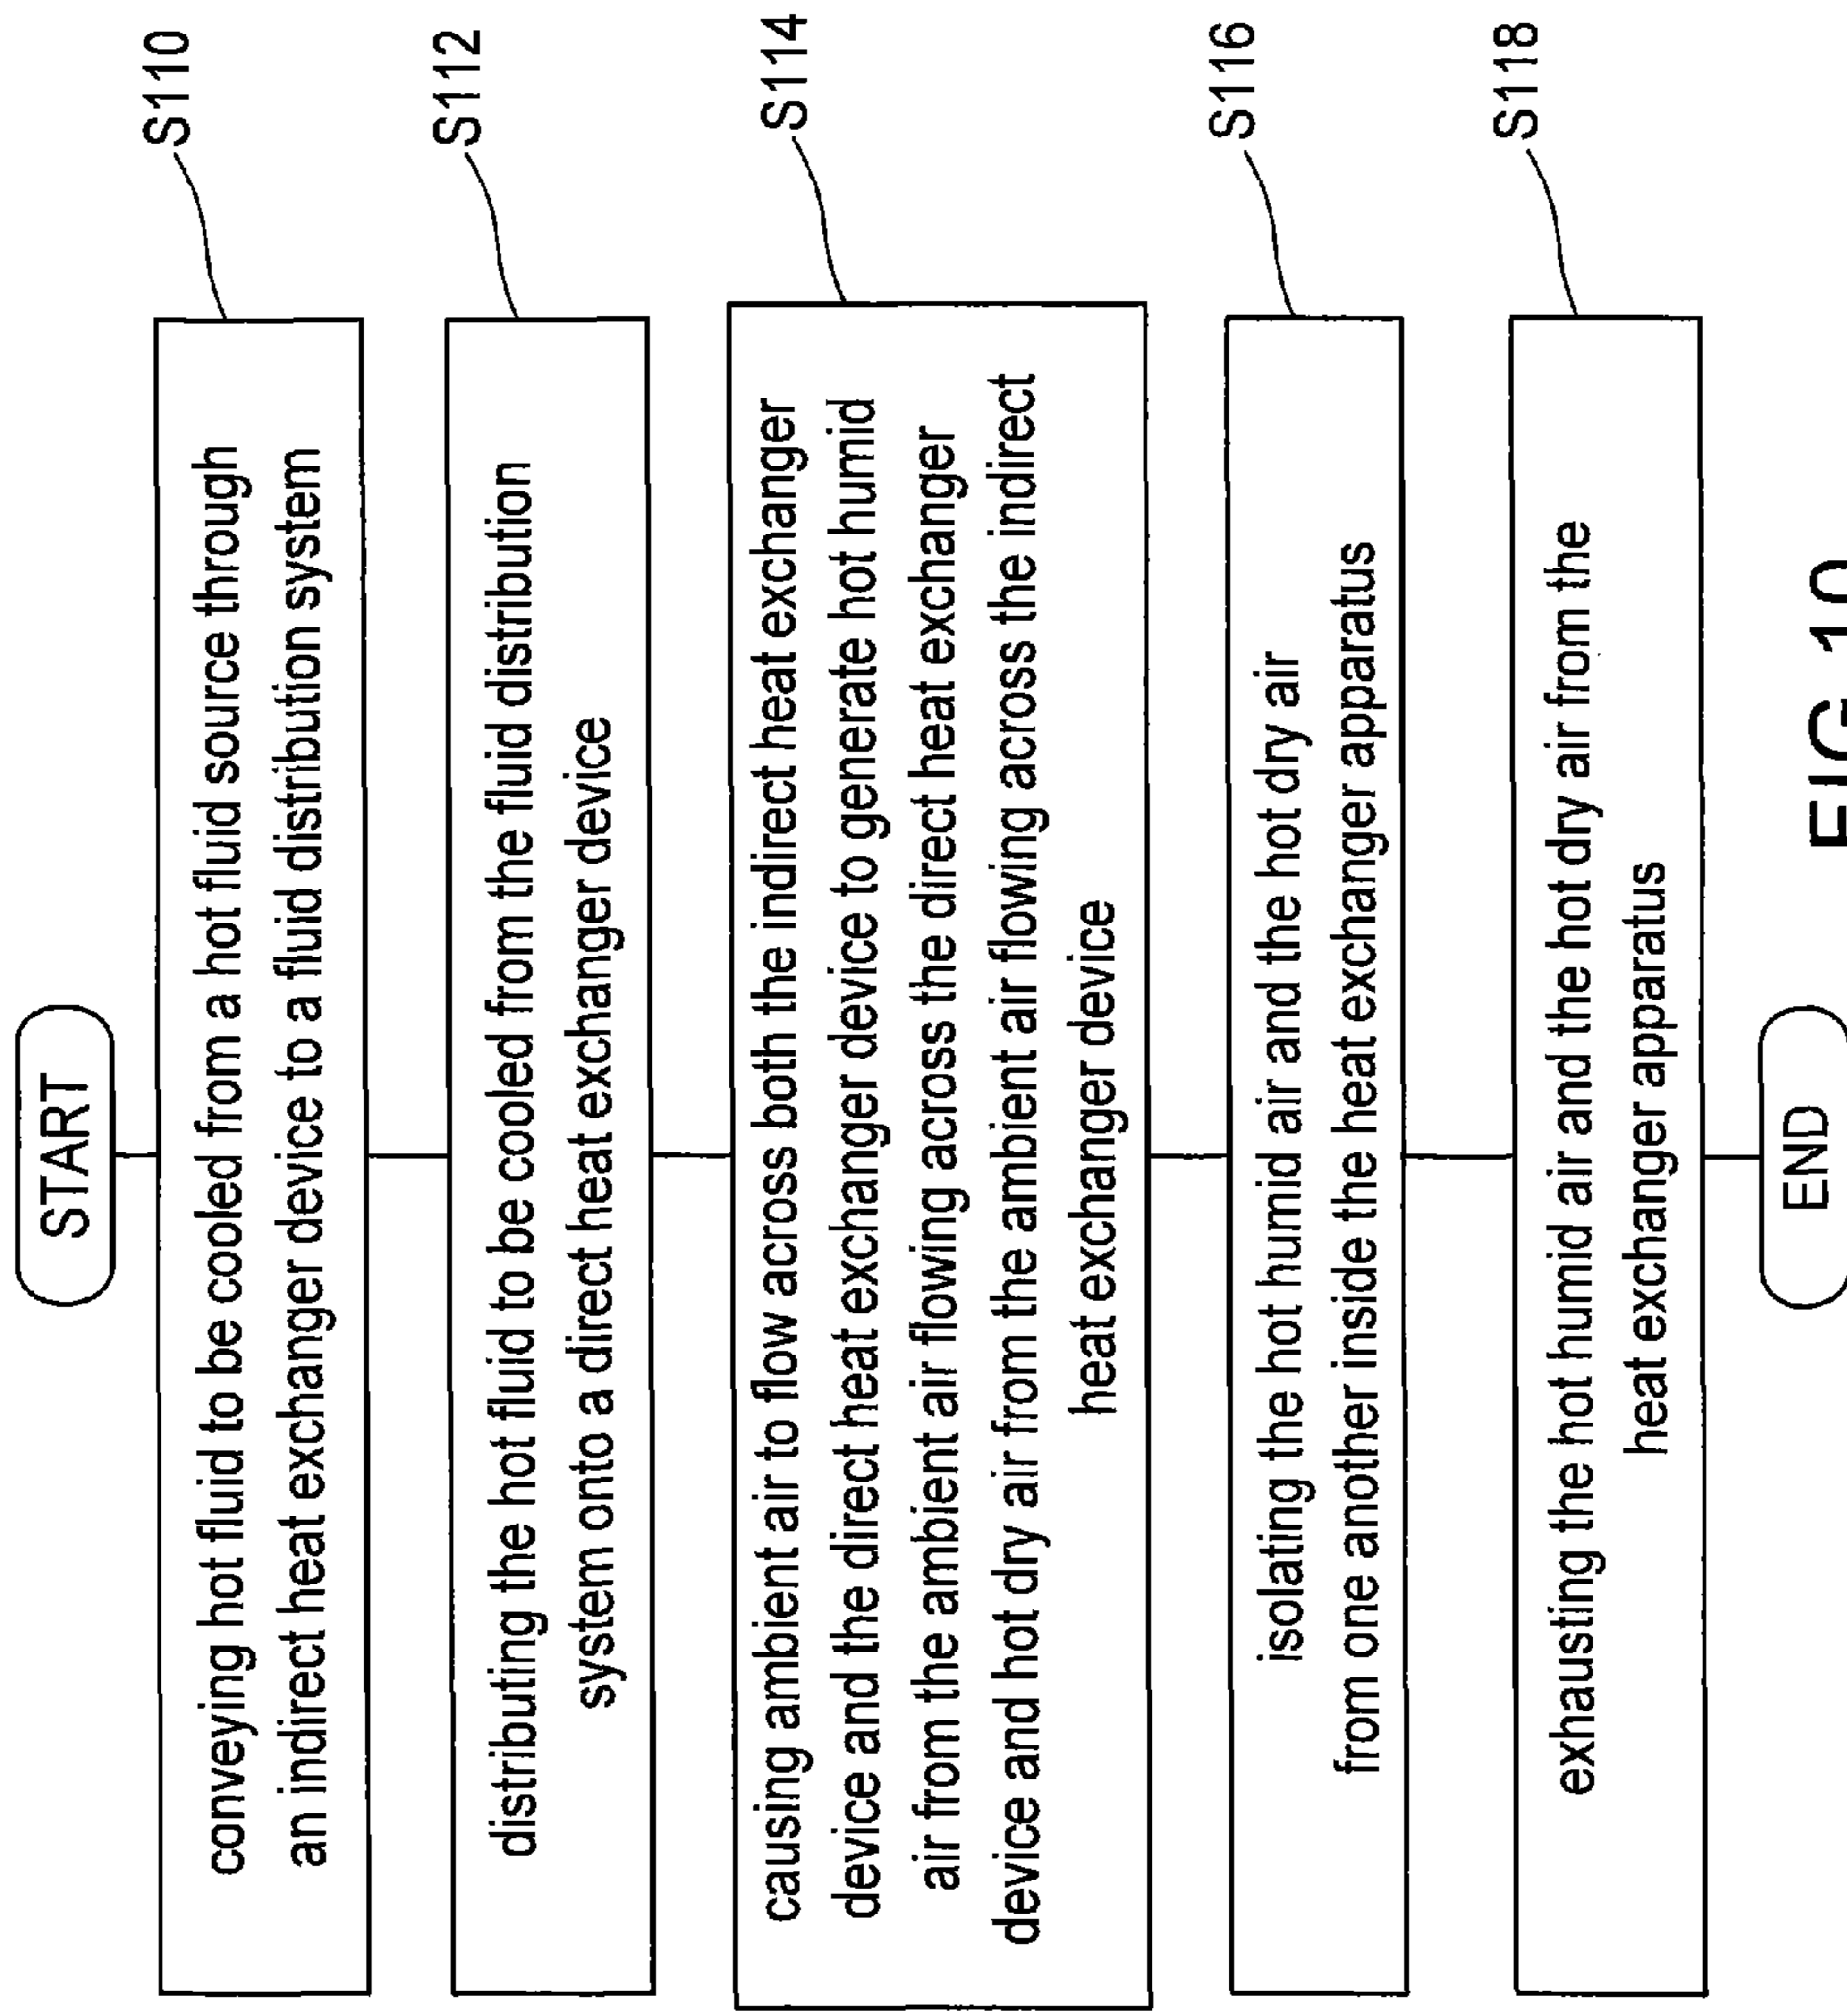 START
S110
conveying hot fluid to be cooled from a hot fluid source through
an indirect heat exchanger device to a fluid distribution system
S112
distributing the hot fluid to be cooled from the fluid distribution
system onto a direct heat exchanger device
S114
causing ambient air to flow across both the indirect heat exchanger
device and the direct heat exchanger device to generate hot humid
air from the ambient air flowing across the direct heat exchanger
device and hot dry air from the ambient air flowing across the indirect
heat exchanger device
S116
isolating the hot humid air and the hot dry air
from one another inside the heat exchanger apparatus
S118
exhausting the hot humid air and the hot dry air from the
heat exchanger apparatus
END
FIG 10